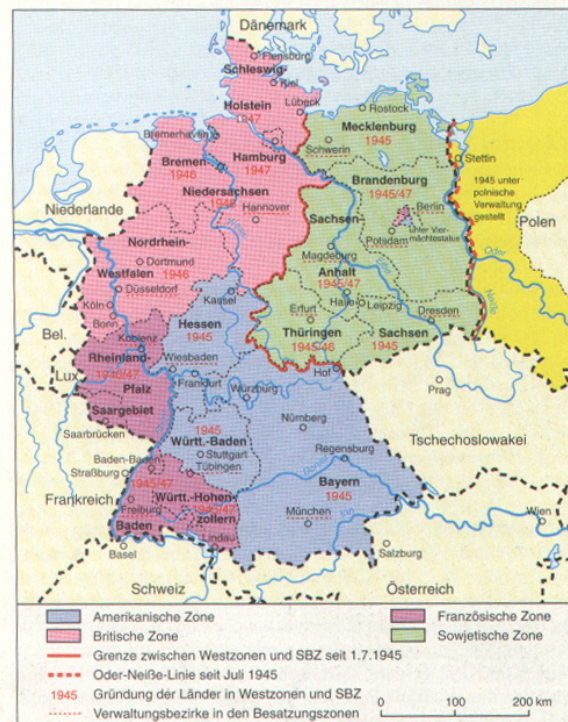 Dänemark
Flensburg
Schleswig-
Kiel
Holstein
1947
Lübeck
Rostock
Mecklenburg
1945
Schwerin
Bremerhaven
Hamburg
1947
Bremen
1946
Niedersachsen
1946
Hannover
Weser
Brandenburg
1945/47
Berlin
unter Vier-
mächtestatus
Potsdam
Stettin
1945 unter
polnische
Verwaltung
gestellt
Polen
Oder
Neiße
Niederlande
Nordrhein-
Westfalen
1946
Dortmund
Düsseldorf
Köln
Bonn
Sachsen-
Magdeburg
Anhalt
1945/47
Halle
Leipzig
Elbe
Dresden
Sachsen
1945
Kassel
Hessen
1945
Erfurt
Thüringen
1945/46
Hof
Bel.
Lux.
Koblenz
Rheinland-
1946/47
Pfalz
Saargebiet
Saarbrücken
Wiesbaden
Frankfurt
Würzburg
Prag
Nürnberg
Tschechoslowakei
1945
Württ.-Baden
Stuttgart
Tübingen
Baden-Baden
Straßburg
1945/47
Frankreich
Freiburg
Baden
Württ.-Hohen-
zollern
1945/47
Lindau
Basel
Regensburg
Donau
Bayern
1945
München
Inn
Wien
Salzburg
Schweiz
Österreich
Amerikanische Zone
Französische Zone
Britische Zone
Sowjetische Zone
Grenze zwischen Westzonen und SBZ seit 1.7.1945
Oder-Neiße-Linie seit Juli 1945
1945 Gründung der Länder in Westzonen und SBZ
Verwaltungsbezirke in den Besatzungszonen
0 100 200 km